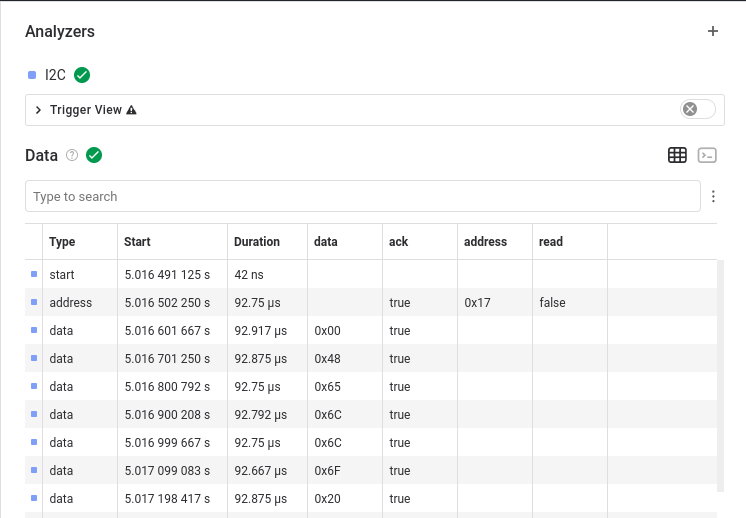 Analyzers
I2C
Trigger View
Data
Type to search
Type Start Duration data ack address read
start 5.016 491 125 s 42 ns
address 5.016 502 250 s 92.75 µs true 0x17 false
data 5.016 601 667 s 92.917 µs 0x00 true
data 5.016 701 250 s 92.875 µs 0x48 true
data 5.016 800 792 s 92.75 µs 0x65 true
data 5.016 900 208 s 92.792 µs 0x6C true
data 5.016 999 667 s 92.75 µs 0x6C true
data 5.017 099 083 s 92.667 µs 0x6F true
data 5.017 198 417 s 92.875 µs 0x20 true